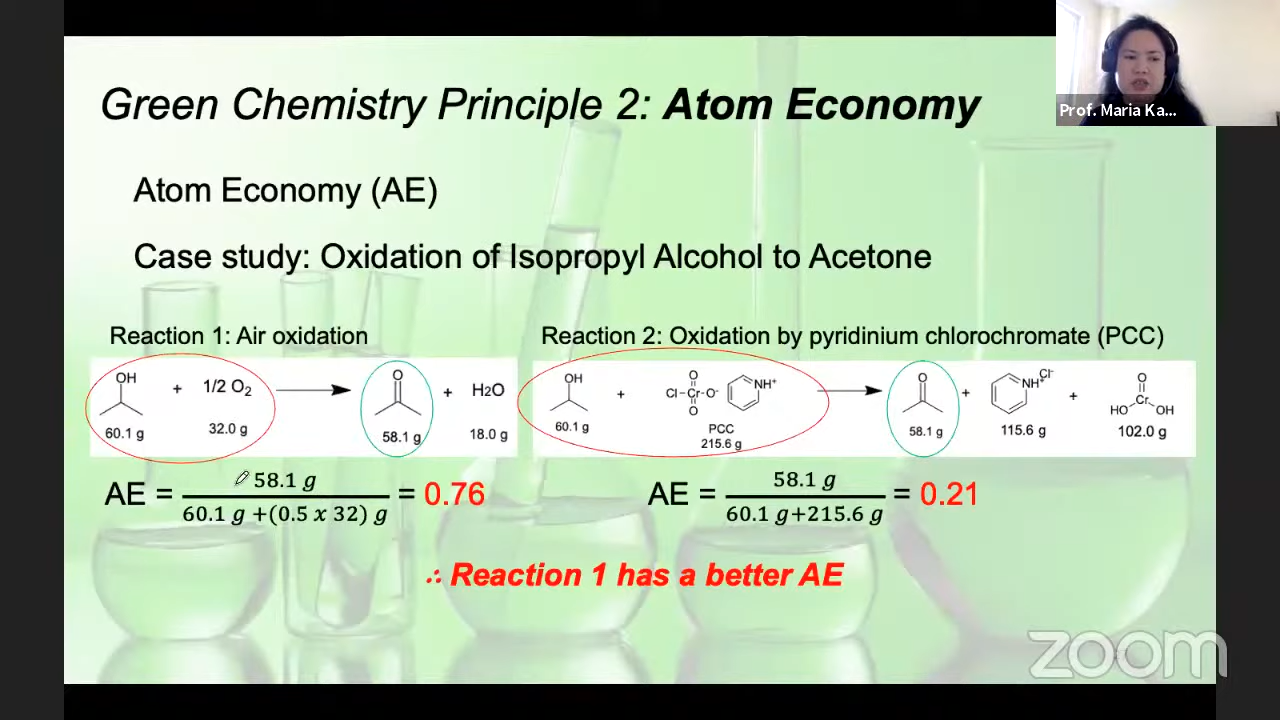 Green Chemistry Principle 2: Atom Economy
Prof. Maria Ka...
Atom Economy (AE)
Case study: Oxidation of Isopropyl Alcohol to Acetone
Reaction 1: Air oxidation
OH
+ 1/2 O₂
O
+ H₂O
60.1 g
32.0 g
58.1 g
18.0 g
AE = 58.1 g / 60.1 g +(0.5 x 32) g = 0.76
Reaction 2: Oxidation by pyridinium chlorochromate (PCC)
OH
+
O
Cl-Cr-O⁻
O
NH⁺
O
+
NH⁺ Cl⁻
+
O
HO Cr OH
60.1 g
PCC
215.6 g
58.1 g
115.6 g
102.0 g
AE = 58.1 g / 60.1 g+215.6 g = 0.21
∴ Reaction 1 has a better AE
zoom